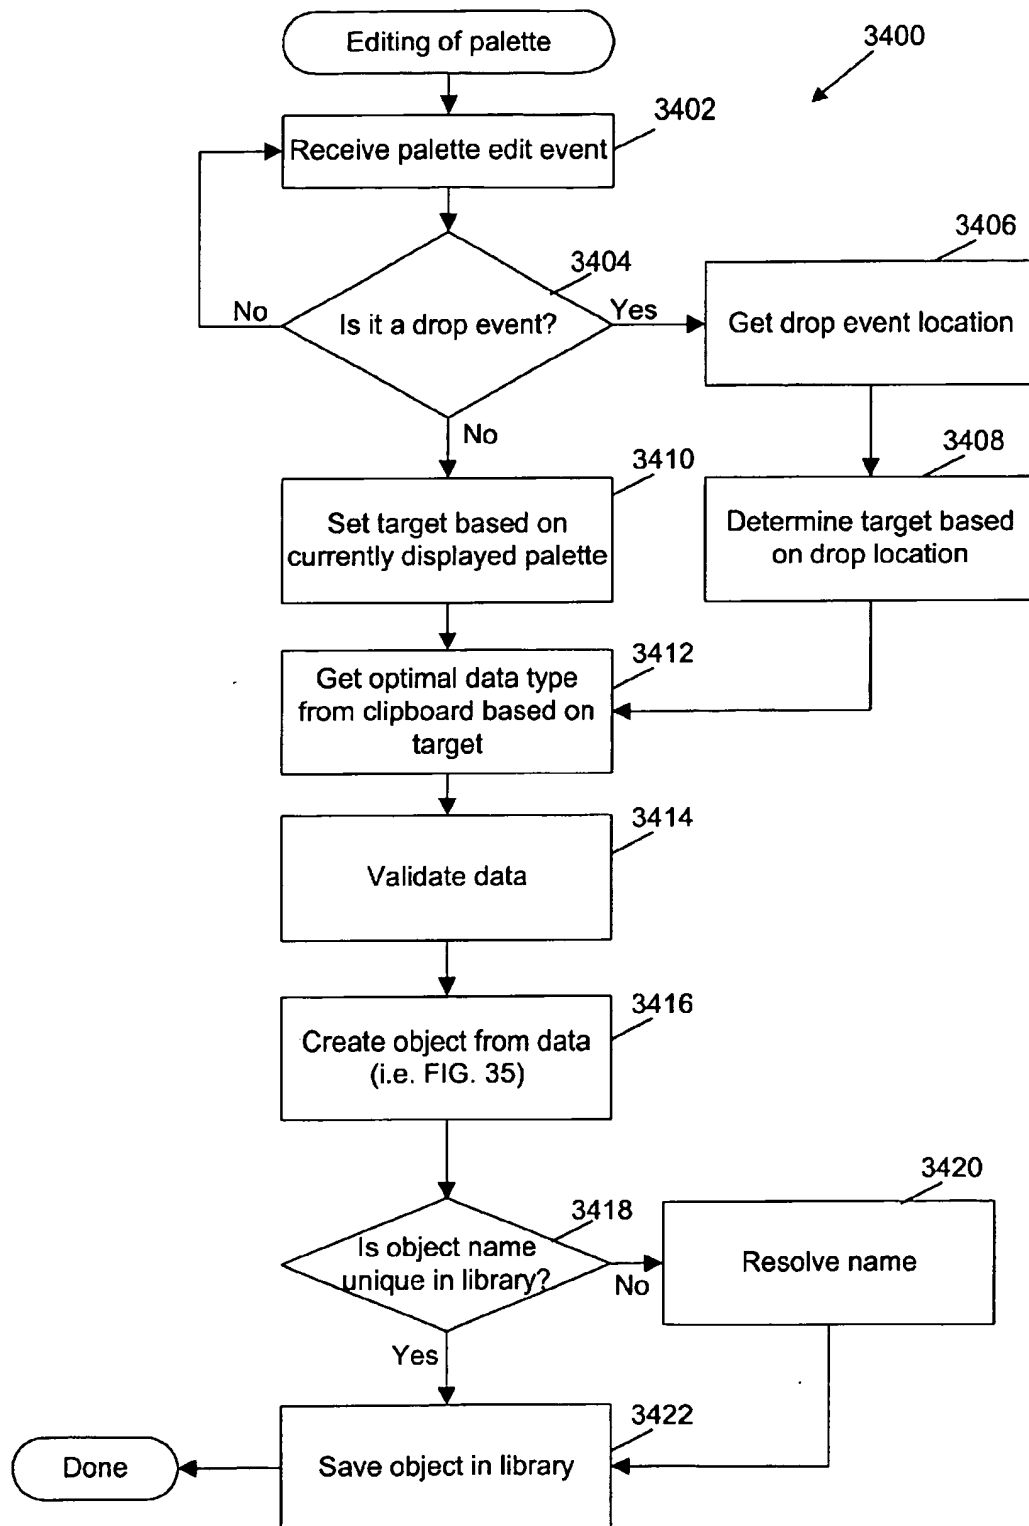 Editing of palette
3400
3402
Receive palette edit event
3406
3404
No
Is it a drop event?
Yes
Get drop event location
No
3410
3408
Set target based on
currently displayed palette
Determine target based
on drop location
3412
Get optimal data type
from clipboard based on
target
3414
Validate data
3416
Create object from data
(i.e. FIG. 35)
3420
3418
Is object name
unique in library?
No
Resolve name
Yes
3422
Done
Save object in library